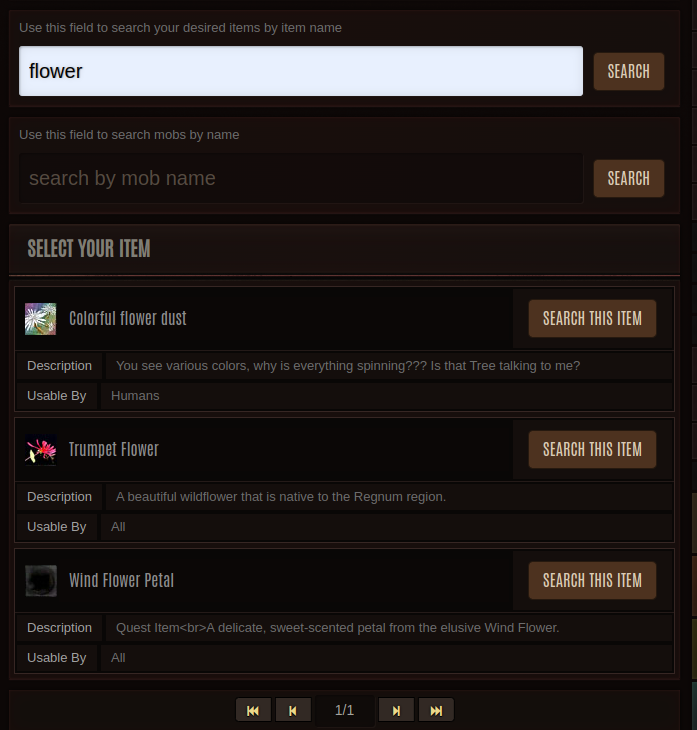 Use this field to search your desired items by item name
flower
SEARCH
Use this field to search mobs by name
search by mob name
SEARCH
SELECT YOUR ITEM
Colorful flower dust
SEARCH THIS ITEM
Description
You see various colors, why is everything spinning??? Is that Tree talking to me?
Usable By
Humans
Trumpet Flower
SEARCH THIS ITEM
Description
A beautiful wildflower that is native to the Regnum region.
Usable By
All
Wind Flower Petal
SEARCH THIS ITEM
Description
Quest Item<br>A delicate, sweet-scented petal from the elusive Wind Flower.
Usable By
All
1/1